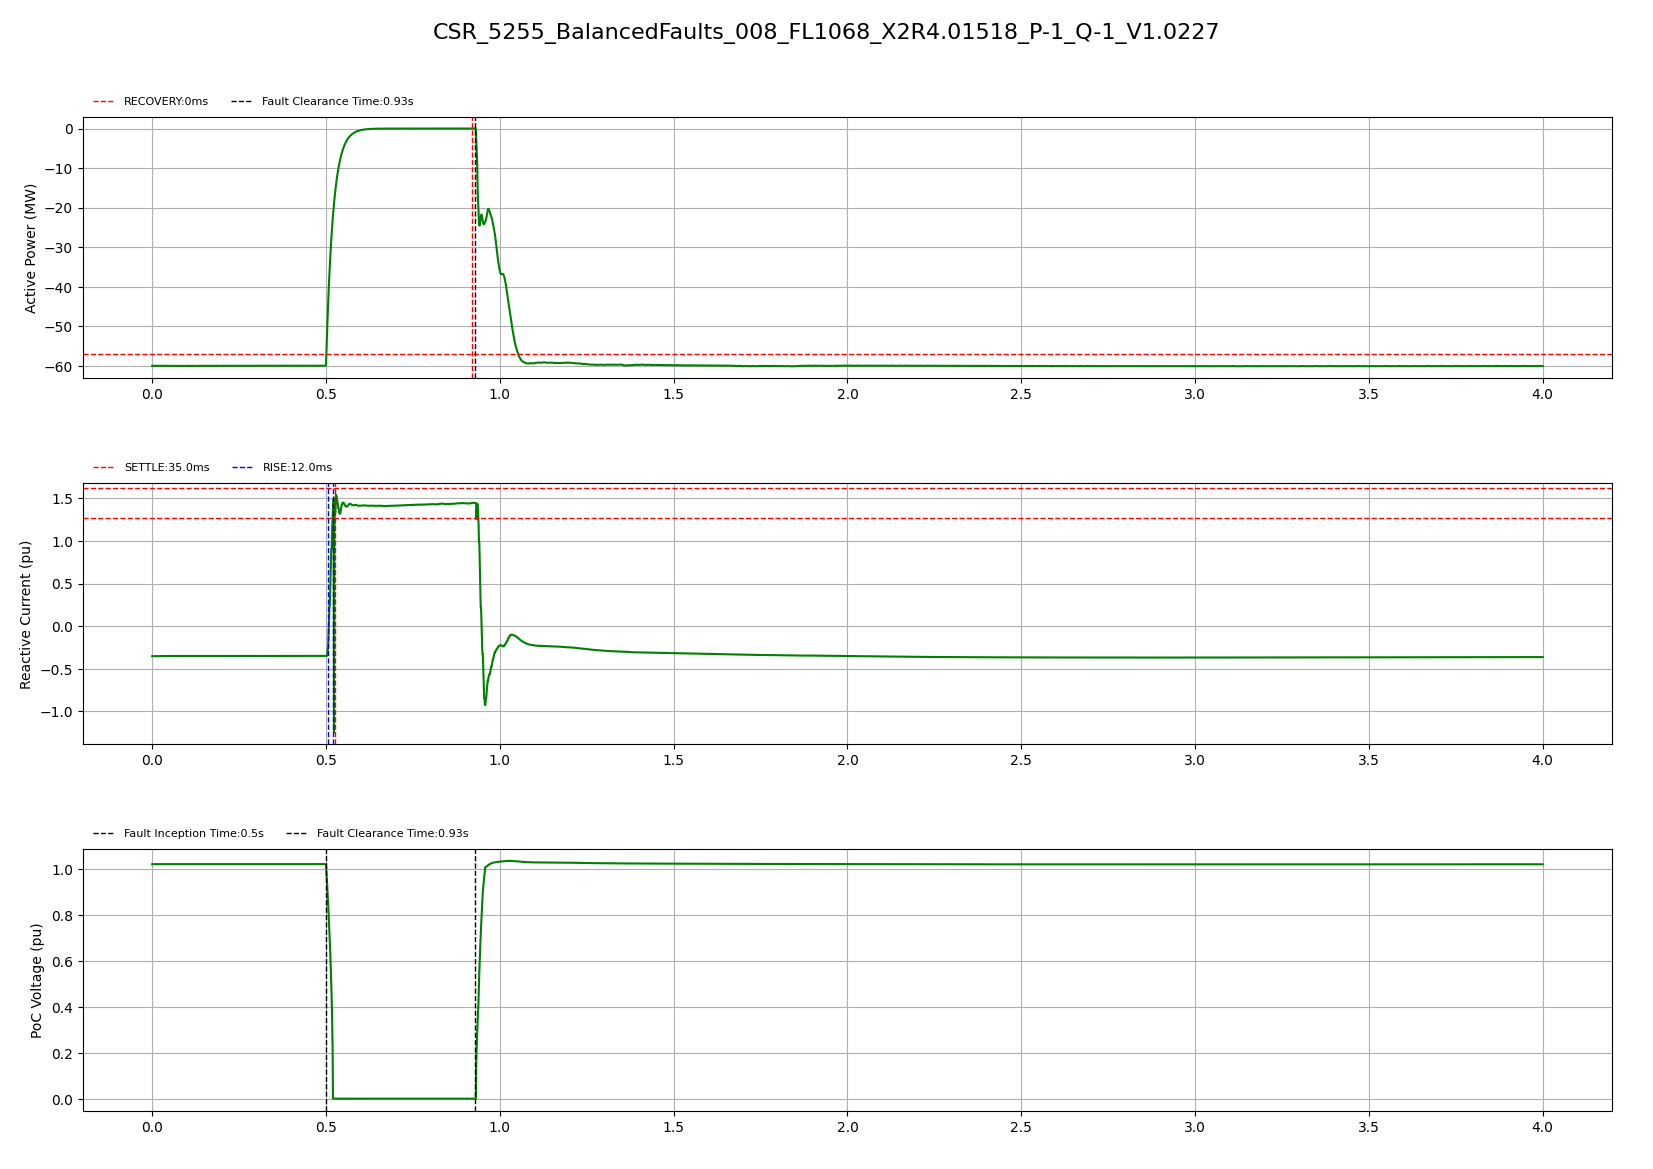 CSR_5255_BalancedFaults_008_FL1068_X2R4.01518_P-1_Q-1_V1.0227
RECOVERY:0ms Fault Clearance Time:0.93s
Active Power (MW)
0
−10
−20
−30
−40
−50
−60
0.0 0.5 1.0 1.5 2.0 2.5 3.0 3.5 4.0
SETTLE:35.0ms RISE:12.0ms
Reactive Current (pu)
1.5
1.0
0.5
0.0
−0.5
−1.0
0.0 0.5 1.0 1.5 2.0 2.5 3.0 3.5 4.0
Fault Inception Time:0.5s Fault Clearance Time:0.93s
PoC Voltage (pu)
1.0
0.8
0.6
0.4
0.2
0.0
0.0 0.5 1.0 1.5 2.0 2.5 3.0 3.5 4.0